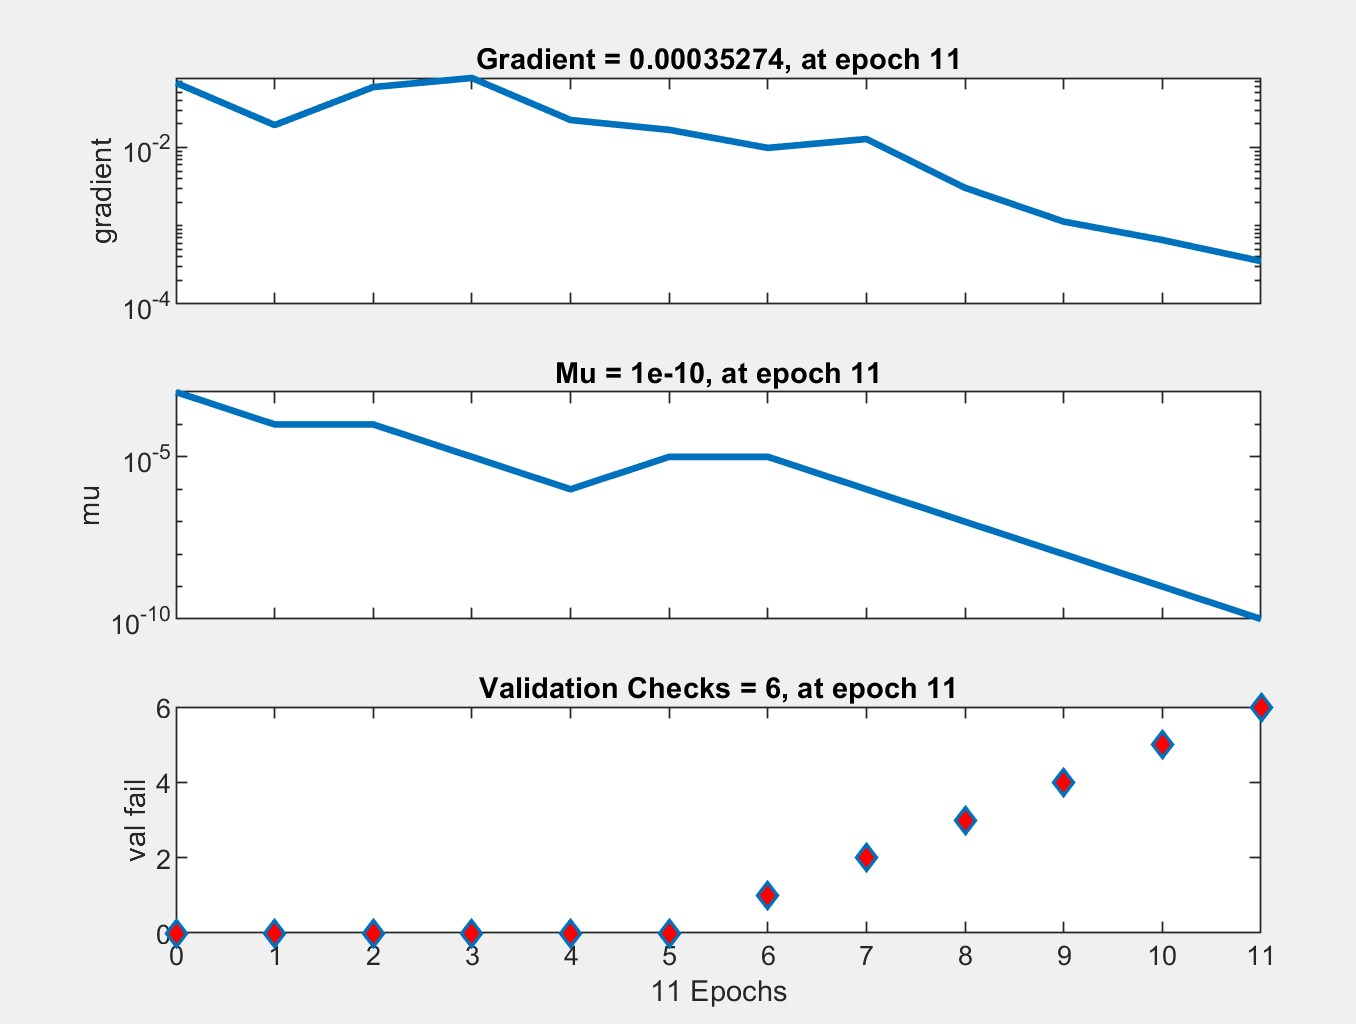 Gradient = 0.00035274, at epoch 11
10^-2
gradient
10^-4
Mu = 1e-10, at epoch 11
10^-5
mu
10^-10
Validation Checks = 6, at epoch 11
6
4
val fail
2
0
0 1 2 3 4 5 6 7 8 9 10 11
11 Epochs